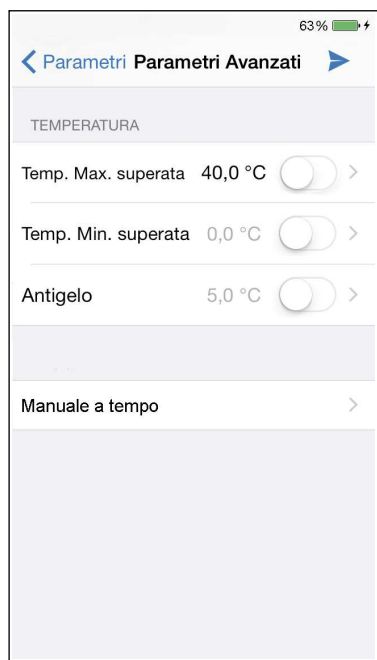 63%
Parametri Parametri Avanzati
TEMPERATURA
Temp. Max. superata 40,0 °C
Temp. Min. superata 0,0 °C
Antigelo 5,0 °C
Manuale a tempo